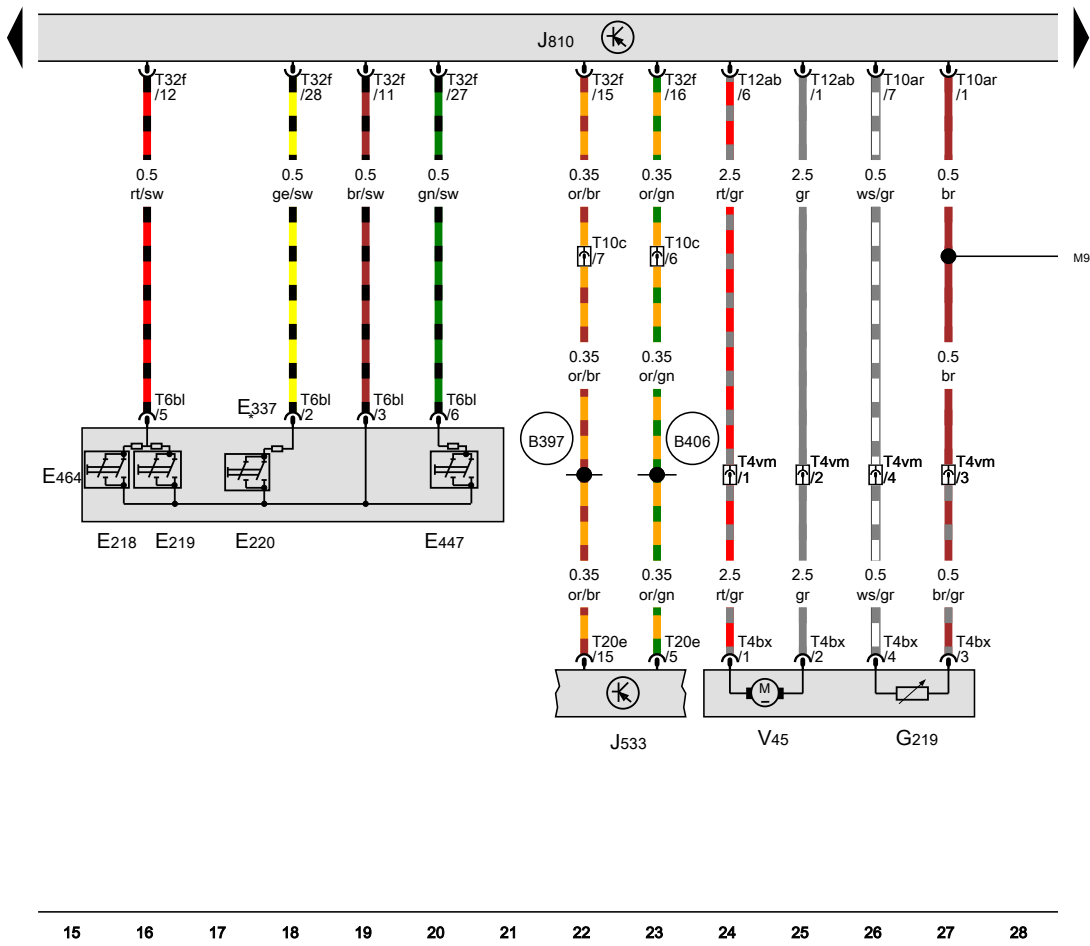 J810
T32f T32f T32f T32f T32f T32f T12ab T12ab T10ar T10ar
/12 /28 /11 /27 /15 /16 /6 /1 /7 /1
0.5 0.5 0.5 0.5 0.35 0.35 2.5 2.5 0.5 0.5
rt/sw ge/sw br/sw gn/sw or/br or/gn rt/gr gr ws/gr br
T10c T10c
/7 /6
M9
0.35 0.35 0.5
or/br or/gn br
T6bl E337 T6bl T6bl T6bl
/5 * /2 /3 /6
B397 B406
E464
T4vm T4vm T4vm T4vm
/1 /2 /4 /3
E218 E219 E220 E447
0.35 0.35 2.5 2.5 0.5 0.5
or/br or/gn rt/gr gr ws/gr br/gr
T20e T20e T4bx T4bx T4bx T4bx
/15 /5 /1 /2 /4 /3
M
J533 V45 G219
15 16 17 18 19 20 21 22 23 24 25 26 27 28